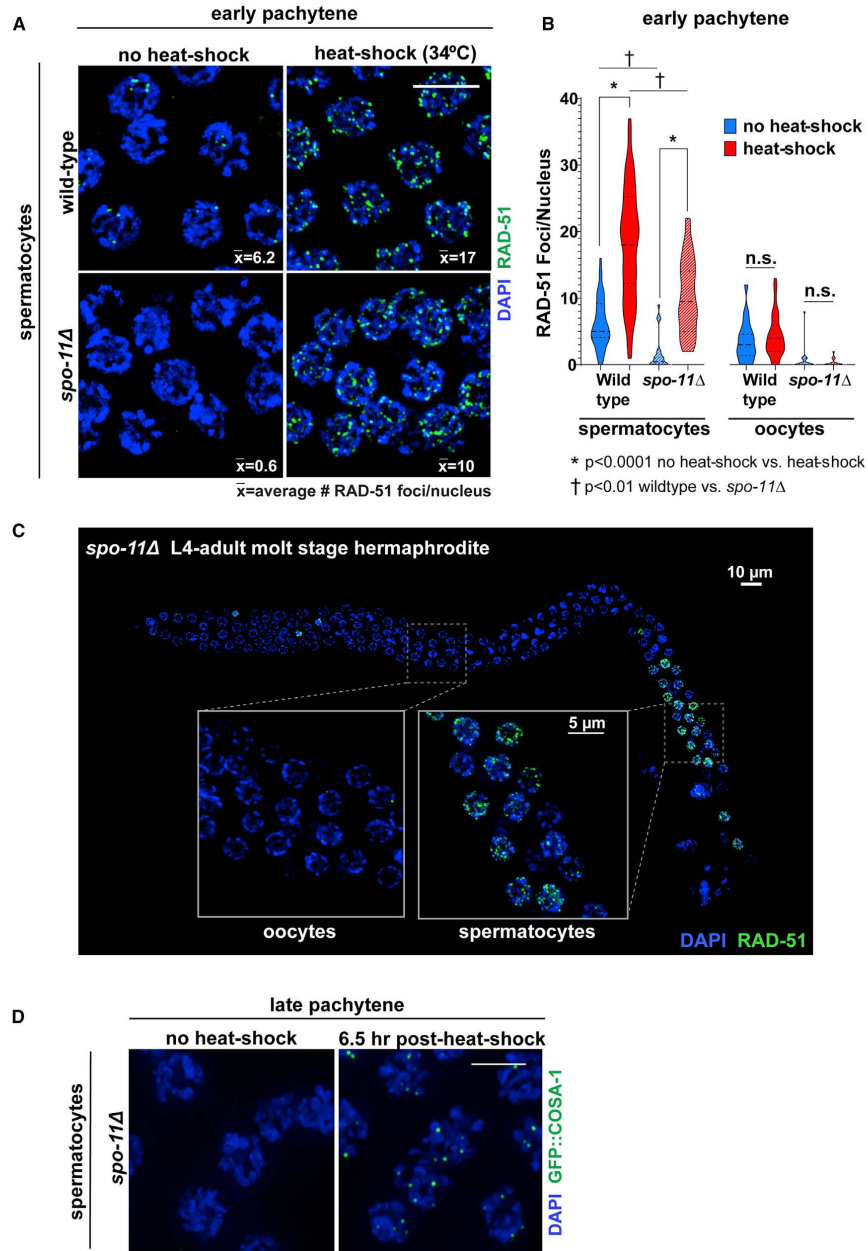 A
early pachytene
no heat-shock
heat-shock (34ºC)
spermatocytes
wild-type
spo-11Δ
x̅=6.2
x̅=17
x̅=0.6
x̅=10
DAPI RAD-51
x̅=average # RAD-51 foci/nucleus
B
early pachytene
†
*
†
*
no heat-shock
heat-shock
RAD-51 Foci/Nucleus
40
30
20
10
0
n.s.
n.s.
Wild type
spo-11Δ
Wild type
spo-11Δ
spermatocytes
oocytes
* p<0.0001 no heat-shock vs. heat-shock
† p<0.01 wildtype vs. spo-11Δ
C
spo-11Δ L4-adult molt stage hermaphrodite
10 µm
5 µm
oocytes
spermatocytes
DAPI RAD-51
D
late pachytene
no heat-shock
6.5 hr post-heat-shock
spermatocytes
spo-11Δ
DAPI GFP::COSA-1